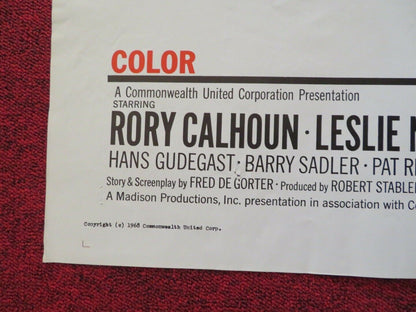 COLOR
A Commonwealth United Corporation Presentation
STARRING
RORY CALHOUN · LESLIE
HANS GUDEGAST · BARRY SADLER · PAT
Story & Screenplay by FRED DE GORTER · Produced by ROBERT STABLE
A Madison Productions, Inc. presentation in association with
Copyright (c) 1968 Commonwealth United Corp.